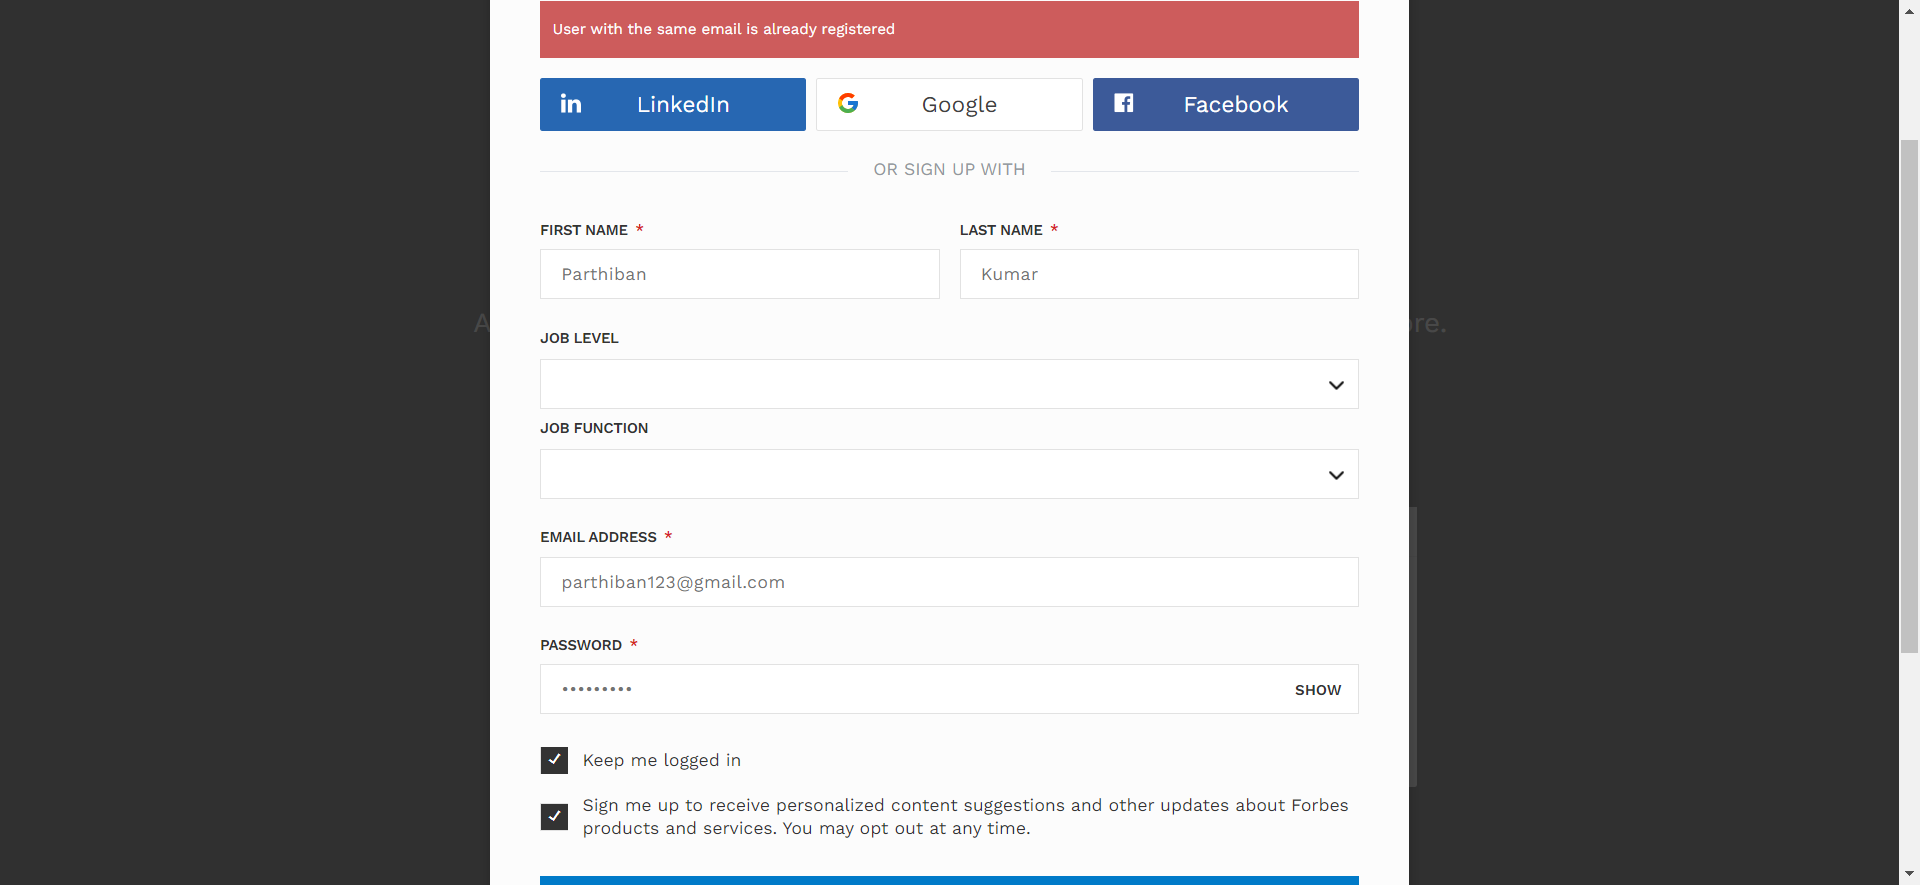 User with the same email is already registered
LinkedIn Google Facebook
OR SIGN UP WITH
FIRST NAME * LAST NAME *
Parthiban Kumar
A ore.
JOB LEVEL
JOB FUNCTION
EMAIL ADDRESS *
parthiban123@gmail.com
PASSWORD *
••••••••• SHOW
Keep me logged in
Sign me up to receive personalized content suggestions and other updates about Forbes
products and services. You may opt out at any time.